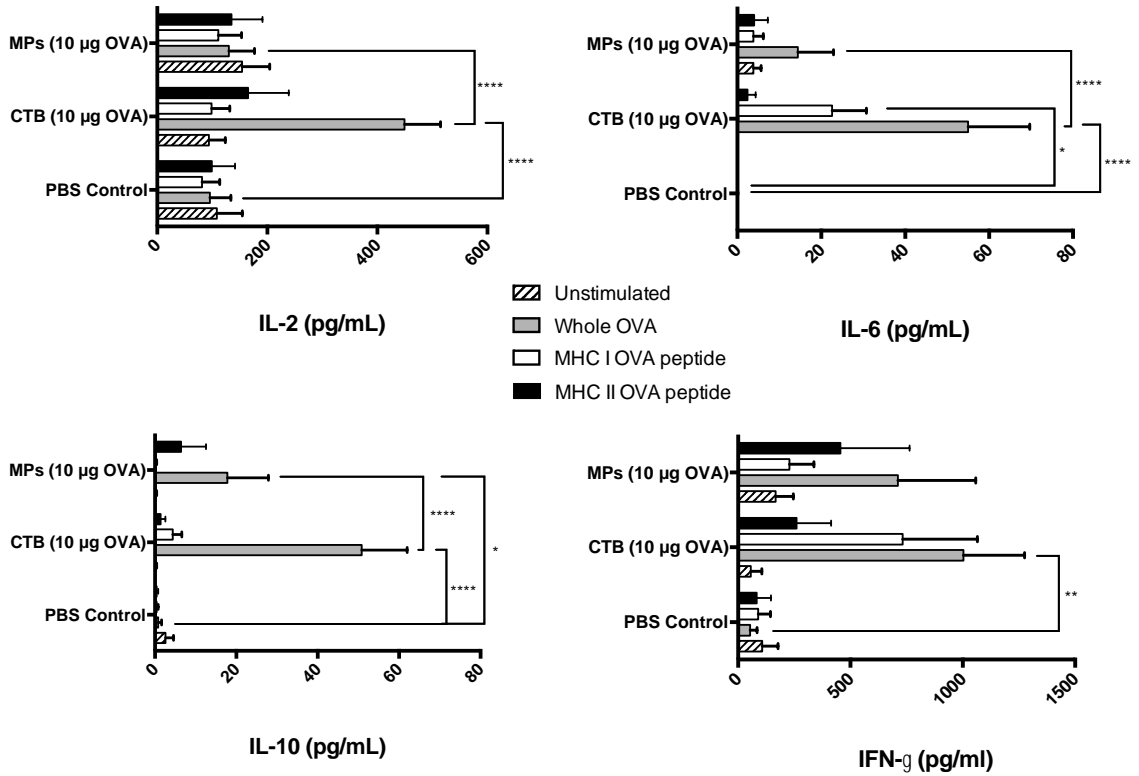 MPs (10 µg OVA)
CTB (10 µg OVA)
PBS Control
****
****
0
200
400
600
IL-2 (pg/mL)
MPs (10 µg OVA)
CTB (10 µg OVA)
PBS Control
****
*
****
0
20
40
60
80
IL-6 (pg/mL)
Unstimulated
Whole OVA
MHC I OVA peptide
MHC II OVA peptide
MPs (10 µg OVA)
CTB (10 µg OVA)
PBS Control
****
*
****
0
20
40
60
80
IL-10 (pg/mL)
MPs (10 µg OVA)
CTB (10 µg OVA)
PBS Control
**
0
500
1000
1500
IFN-g (pg/ml)